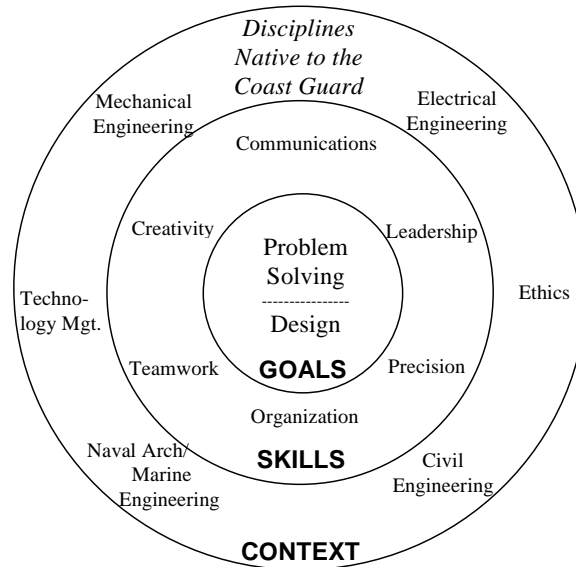 Disciplines
Native to the
Coast Guard
Mechanical
Engineering
Electrical
Engineering
Communications
Creativity
Leadership
Problem
Solving
----------------
Design
Techno-
logy Mgt.
Ethics
Teamwork
GOALS
Precision
Organization
Naval Arch/
Marine
Engineering
SKILLS
Civil
Engineering
CONTEXT